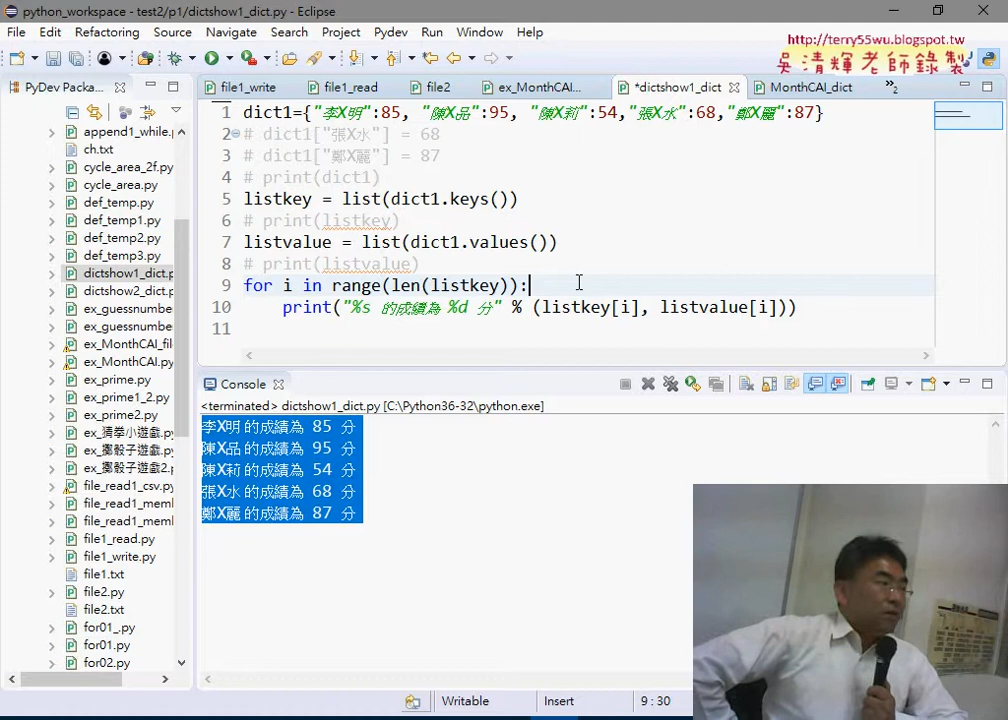 python_workspace - test2/p1/dictshow1_dict.py - Eclipse
File Edit Refactoring Source Navigate Search Project Pydev Run Window Help
http://terry55wu.blogspot.tw
吳清輝老師錄製
PyDev Packa...
file1_write file1_read file2 ex_MonthCAI... *dictshow1_dict MonthCAI_dict »2
append1_while.
ch.txt
cycle_area_2f.py
cycle_area.py
def_temp.py
def_temp1.py
def_temp2.py
def_temp3.py
dictshow1_dict.p
dictshow2_dict.p
ex_guessnumber
ex_guessnumber
ex_MonthCAI_file
ex_MonthCAI.py
ex_prime.py
ex_prime1_2.py
ex_prime2.py
ex_猜拳小遊戲.py
ex_擲骰子遊戲.py
ex_擲骰子遊戲2.p
file_read1_csv.py
file_read1_mem
file_read1_mem
file1_read.py
file1_write.py
file1.txt
file2.py
file2.txt
for01_.py
for01.py
for02.py
1 dict1={"李X明":85, "陳X品":95, "陳X莉":54,"張X水":68,"鄭X麗":87}
2 # dict1["張X水"] = 68
3 # dict1["鄭X麗"] = 87
4 # print(dict1)
5 listkey = list(dict1.keys())
6 # print(listkey)
7 listvalue = list(dict1.values())
8 # print(listvalue)
9 for i in range(len(listkey)):
10 print("%s 的成績為 %d 分" % (listkey[i], listvalue[i]))
11
Console
<terminated> dictshow1_dict.py [C:\Python36-32\python.exe]
李X明 的成績為 85 分
陳X品 的成績為 95 分
陳X莉 的成績為 54 分
張X水 的成績為 68 分
鄭X麗 的成績為 87 分
Writable Insert 9 : 30